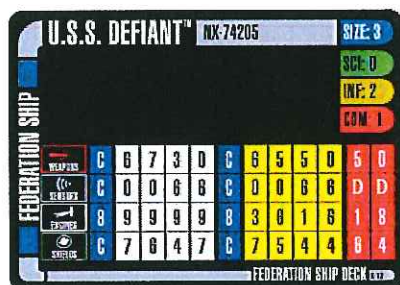 U.S.S. DEFIANT™ NX-74205 SIZE: 3
SCI: 0
INF: 2
COM: 1
FEDERATION SHIP
WEAPONS C 6 7 3 0 C 6 5 5 0 5 0
SENSORS C 0 0 6 6 C 0 0 6 6 D D
ENGINES 8 9 9 9 9 8 3 0 1 6 1 8
SHIELDS C 7 6 4 7 C 7 5 4 4 8 4
FEDERATION SHIP DECK